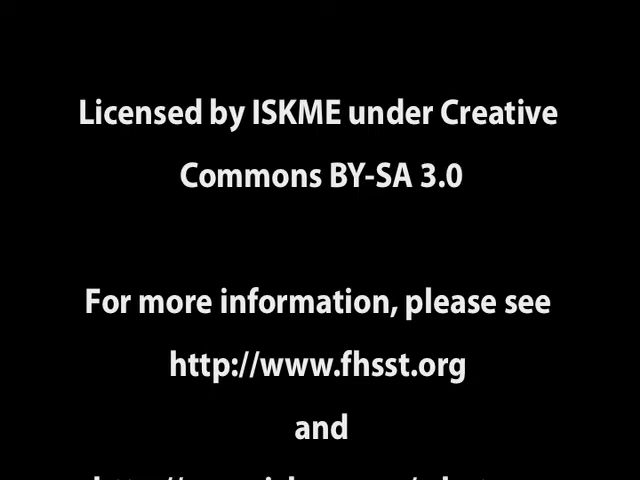 Licensed by ISKME under Creative
Commons BY-SA 3.0
For more information, please see
http://www.fhsst.org
and